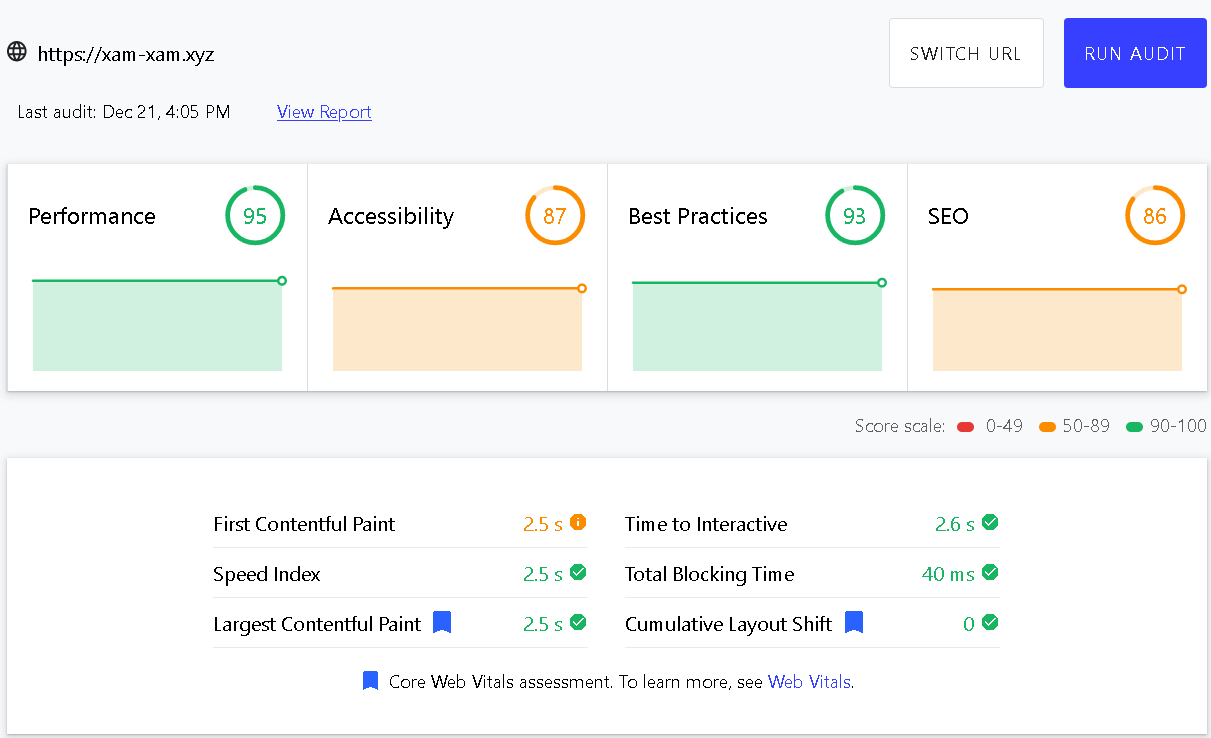 https://xam-xam.xyz
SWITCH URL
RUN AUDIT
Last audit: Dec 21, 4:05 PM
View Report
Performance
95
Accessibility
87
Best Practices
93
SEO
86
Score scale: 0-49 50-89 90-100
First Contentful Paint 2.5 s
Time to Interactive 2.6 s
Speed Index 2.5 s
Total Blocking Time 40 ms
Largest Contentful Paint 2.5 s
Cumulative Layout Shift 0
Core Web Vitals assessment. To learn more, see Web Vitals.